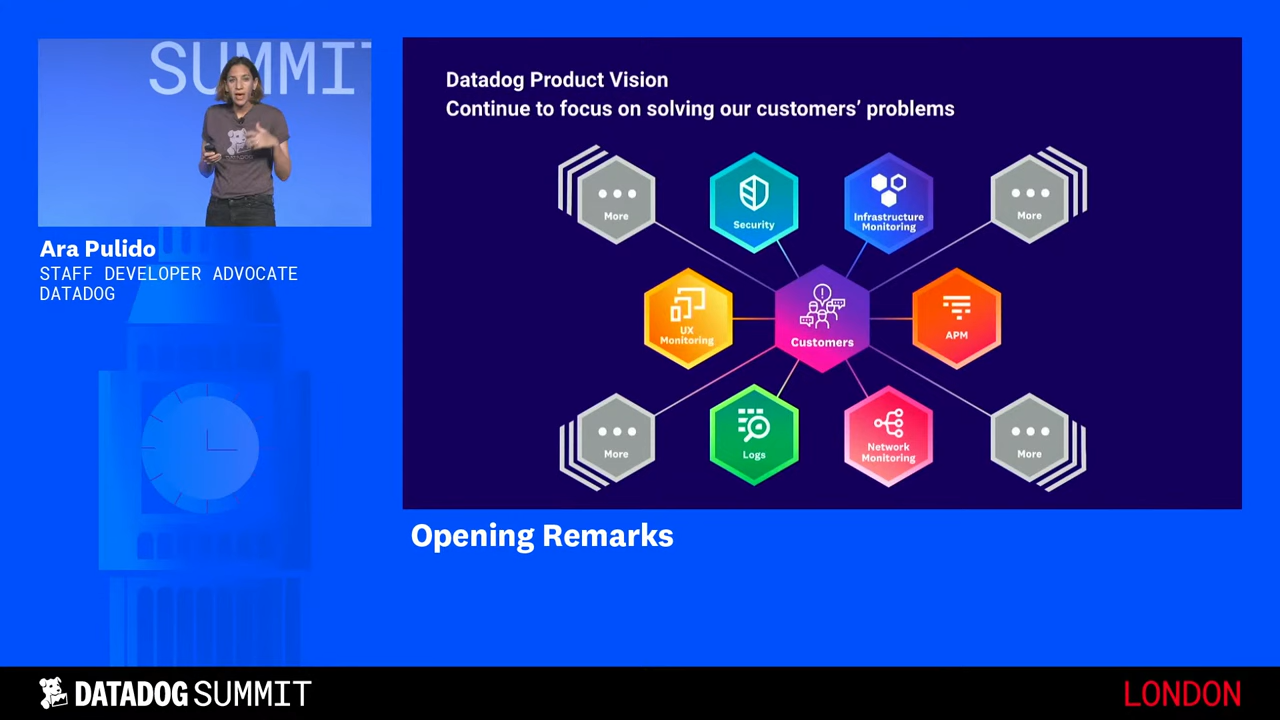 SUMMIT
DATADOG
Ara Pulido
STAFF DEVELOPER ADVOCATE
DATADOG
Datadog Product Vision
Continue to focus on solving our customers' problems
More
Security
Infrastructure
Monitoring
More
UX
Monitoring
Customers
APM
More
Logs
Network
Monitoring
More
Opening Remarks
DATADOG SUMMIT
LONDON